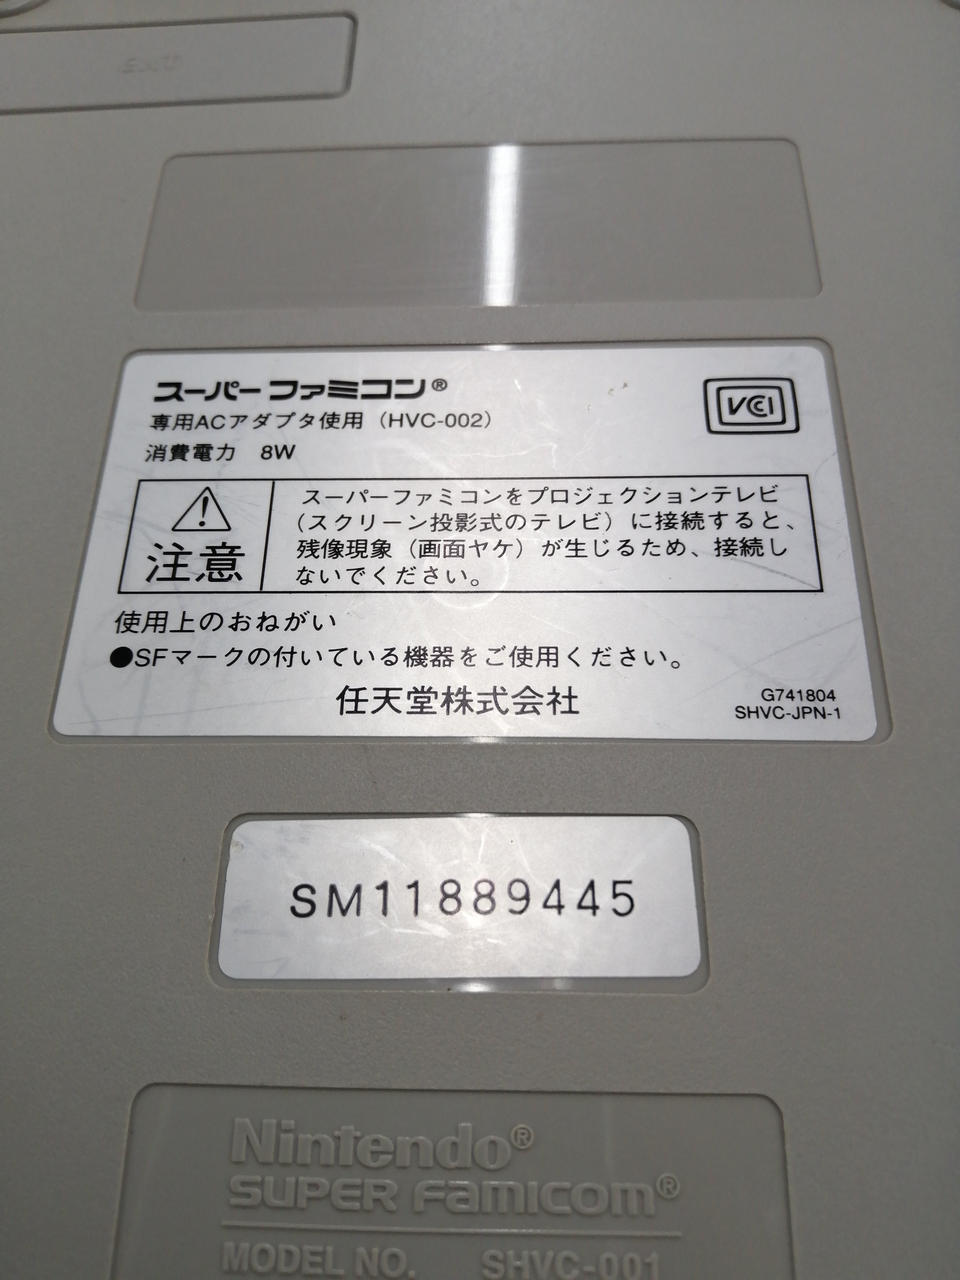 EXT
スーパーファミコン®
専用ACアダプタ使用（HVC-002）
消費電力 8W
VCCI
注意
スーパーファミコンをプロジェクションテレビ
（スクリーン投影式のテレビ）に接続すると、
残像現象（画面ヤケ）が生じるため、接続し
ないでください。
使用上のおねがい
●SFマークの付いている機器をご使用ください。
任天堂株式会社
G741804
SHVC-JPN-1
SM11889445
Nintendo®
SUPER FAMICOM®
MODEL NO. SHVC-001